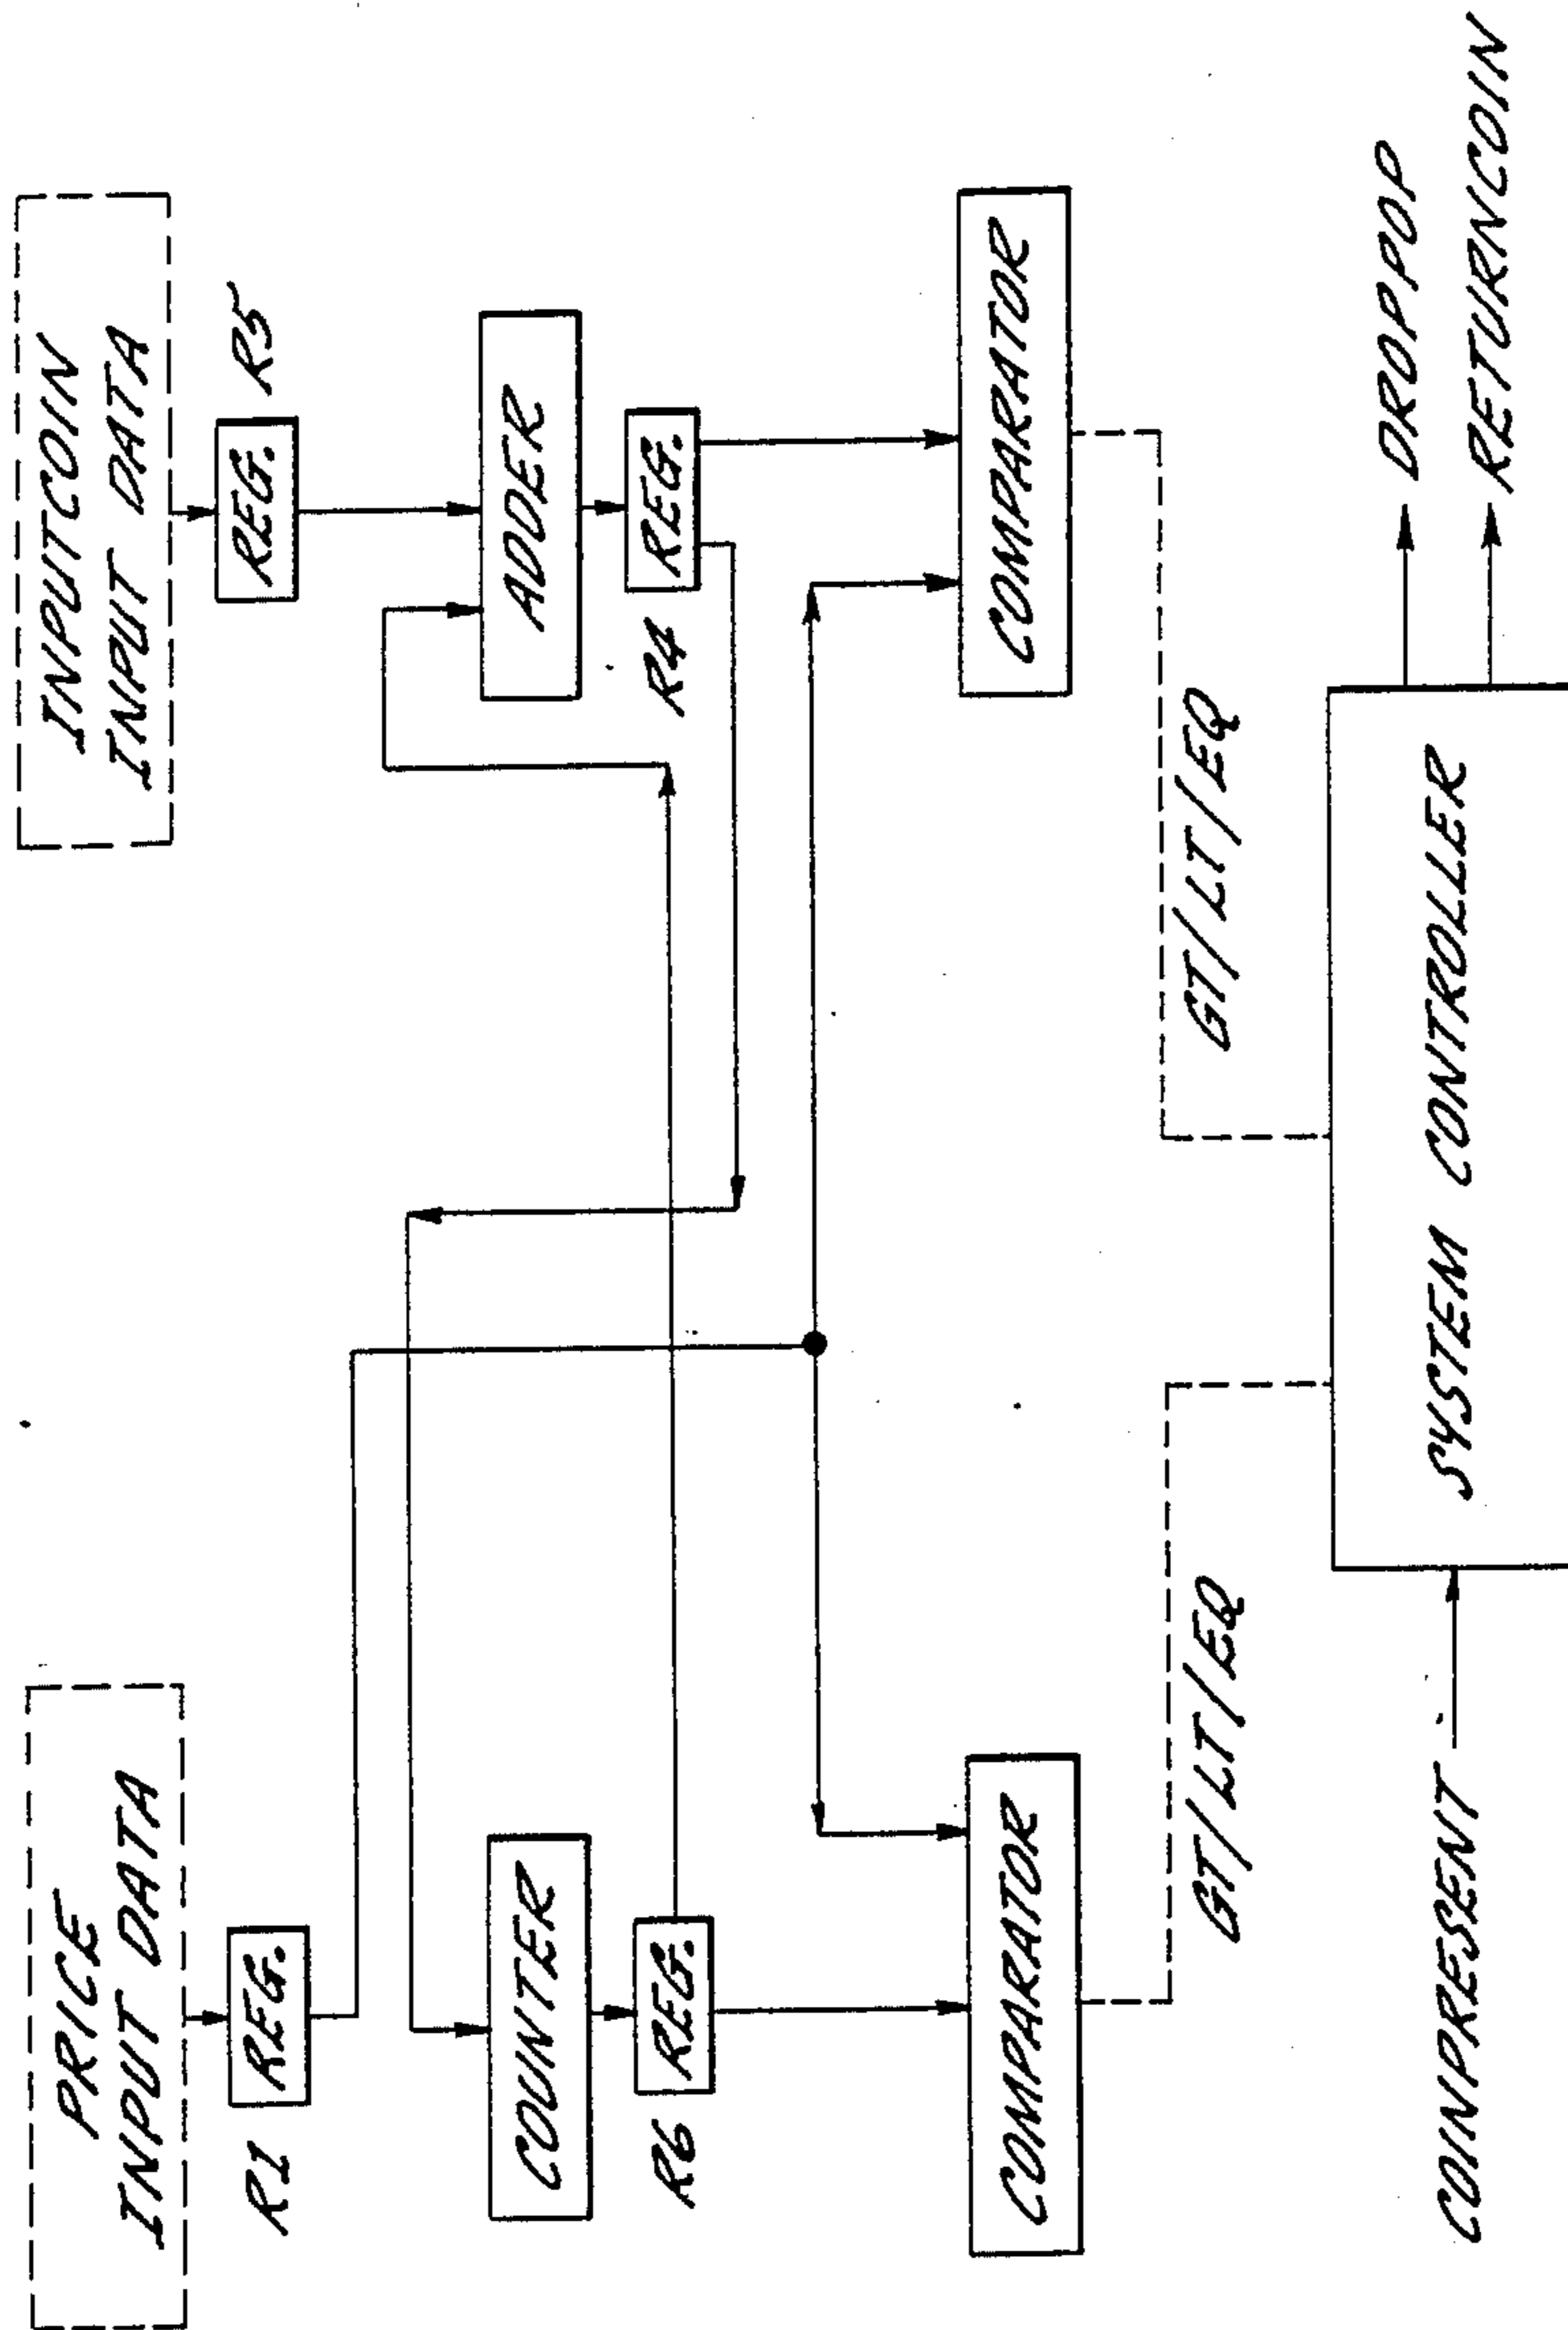 PRICE
INPUT DATA
INPUTCOIN
INPUT DATA
R1
REG.
REG.
R5
COUNTER
ADDER
R6
REG.
R4
REG.
COMPARATOR
COMPARATOR
GT/LT/EQ
GT/LT/EQ
COINPRESENT
SYSTEM CONTROLLER
DROPPOP
RETURNCOIN